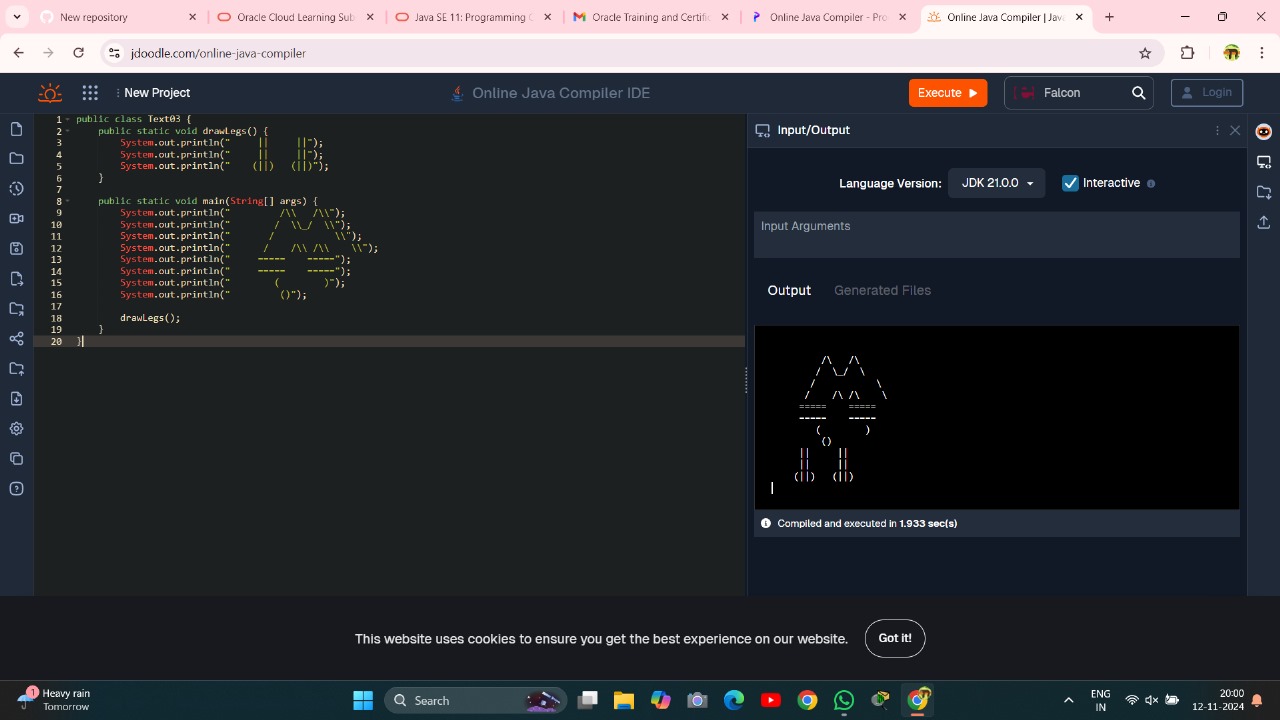 New repository
Oracle Cloud Learning Sub
Java SE 11: Programming C
Oracle Training and Certific
Online Java Compiler - Pro
Online Java Compiler | Jav
jdoodle.com/online-java-compiler
New Project
Online Java Compiler IDE
Execute
Falcon
Login
1 public class Text03 {
2     public static void drawLegs() {
3         System.out.println("     ||     ||");
4         System.out.println("     ||     ||");
5         System.out.println("    (||)   (||)");
6     }
7
8     public static void main(String[] args) {
9         System.out.println("         /\\   /\\");
10         System.out.println("        /  \\_/  \\");
11         System.out.println("       /           \\");
12         System.out.println("      /    /\\ /\\    \\");
13         System.out.println("     =====    =====");
14         System.out.println("     -----    -----");
15         System.out.println("        (        )");
16         System.out.println("         ()");
17
18         drawLegs();
19     }
20 }
Input/Output
Language Version:
JDK 21.0.0
Interactive
Input Arguments
Output
Generated Files
/\   /\
/  \_/  \
/           \
/    /\ /\    \
=====    =====
-----    -----
(        )
()
||     ||
||     ||
(||)   (||)
Compiled and executed in 1.933 sec(s)
This website uses cookies to ensure you get the best experience on our website.
Got it!
1
Heavy rain
Tomorrow
Search
ENG
IN
20:00
12-11-2024